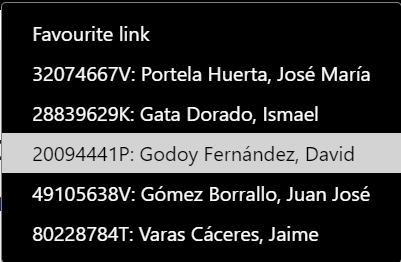 Favourite link
32074667V: Portela Huerta, José María
28839629K: Gata Dorado, Ismael
20094441P: Godoy Fernández, David
49105638V: Gómez Borrallo, Juan José
80228784T: Varas Cáceres, Jaime